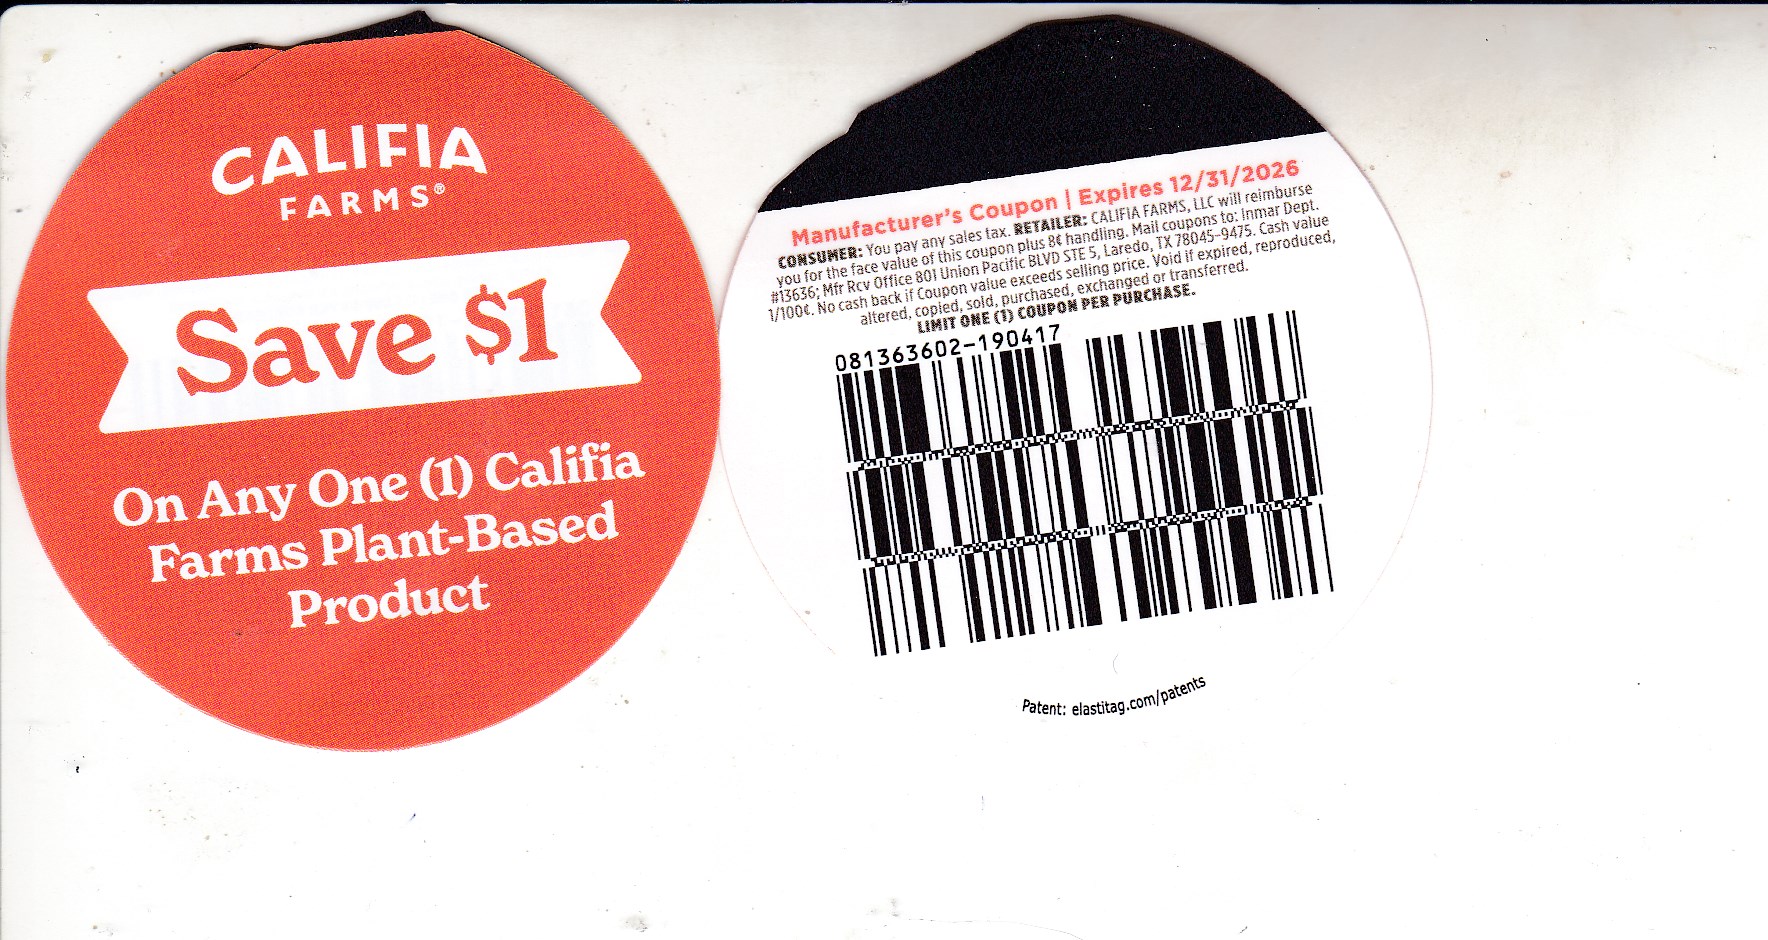 CALIFIA
FARMS®
Save $1
On Any One (1) Califia
Farms Plant-Based
Product
Manufacturer's Coupon | Expires 12/31/2026
CONSUMER: You pay any sales tax. RETAILER: CALIFIA FARMS, LLC will reimburse
you for the face value of this coupon plus 8¢ handling. Mail coupons to: Inmar Dept.
#13636; Mfr Rcv Office 801 Union Pacific BLVD STE 5, Laredo, TX 78045-9475. Cash value
1/100¢. No cash back if Coupon value exceeds selling price. Void if expired, reproduced,
altered, copied, sold, purchased, exchanged or transferred.
LIMIT ONE (1) COUPON PER PURCHASE.
081363602-190417
Patent: elastitag.com/patents